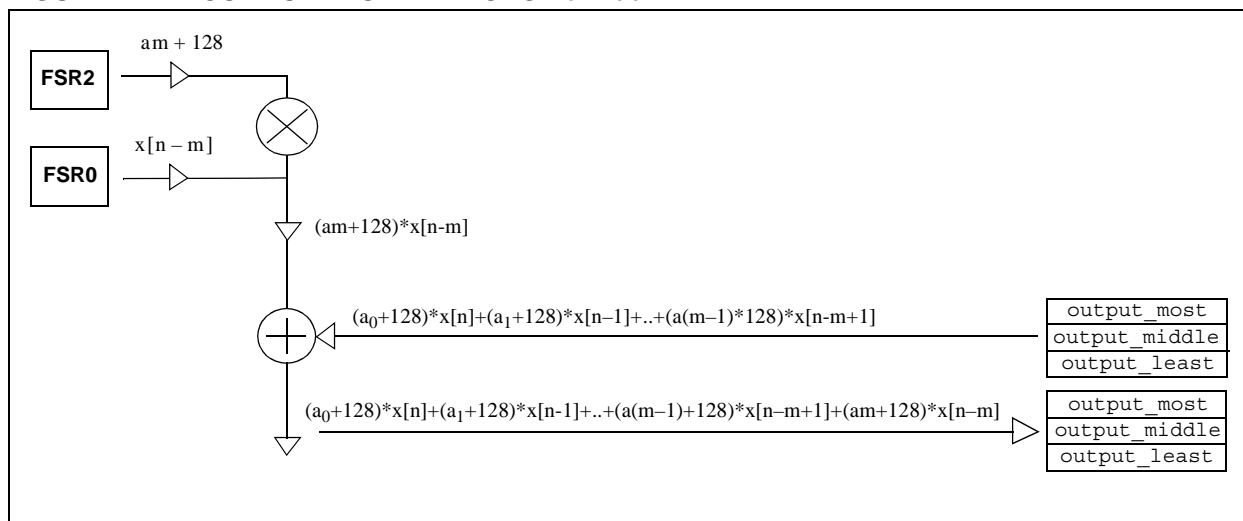 am + 128
FSR2
x[n – m]
FSR0
(am+128)*x[n-m]
(a0+128)*x[n]+(a1+128)*x[n–1]+..+(a(m–1)*128)*x[n-m+1]
output_most
output_middle
output_least
(a0+128)*x[n]+(a1+128)*x[n-1]+..+(a(m–1)+128)*x[n–m+1]+(am+128)*x[n–m]
output_most
output_middle
output_least